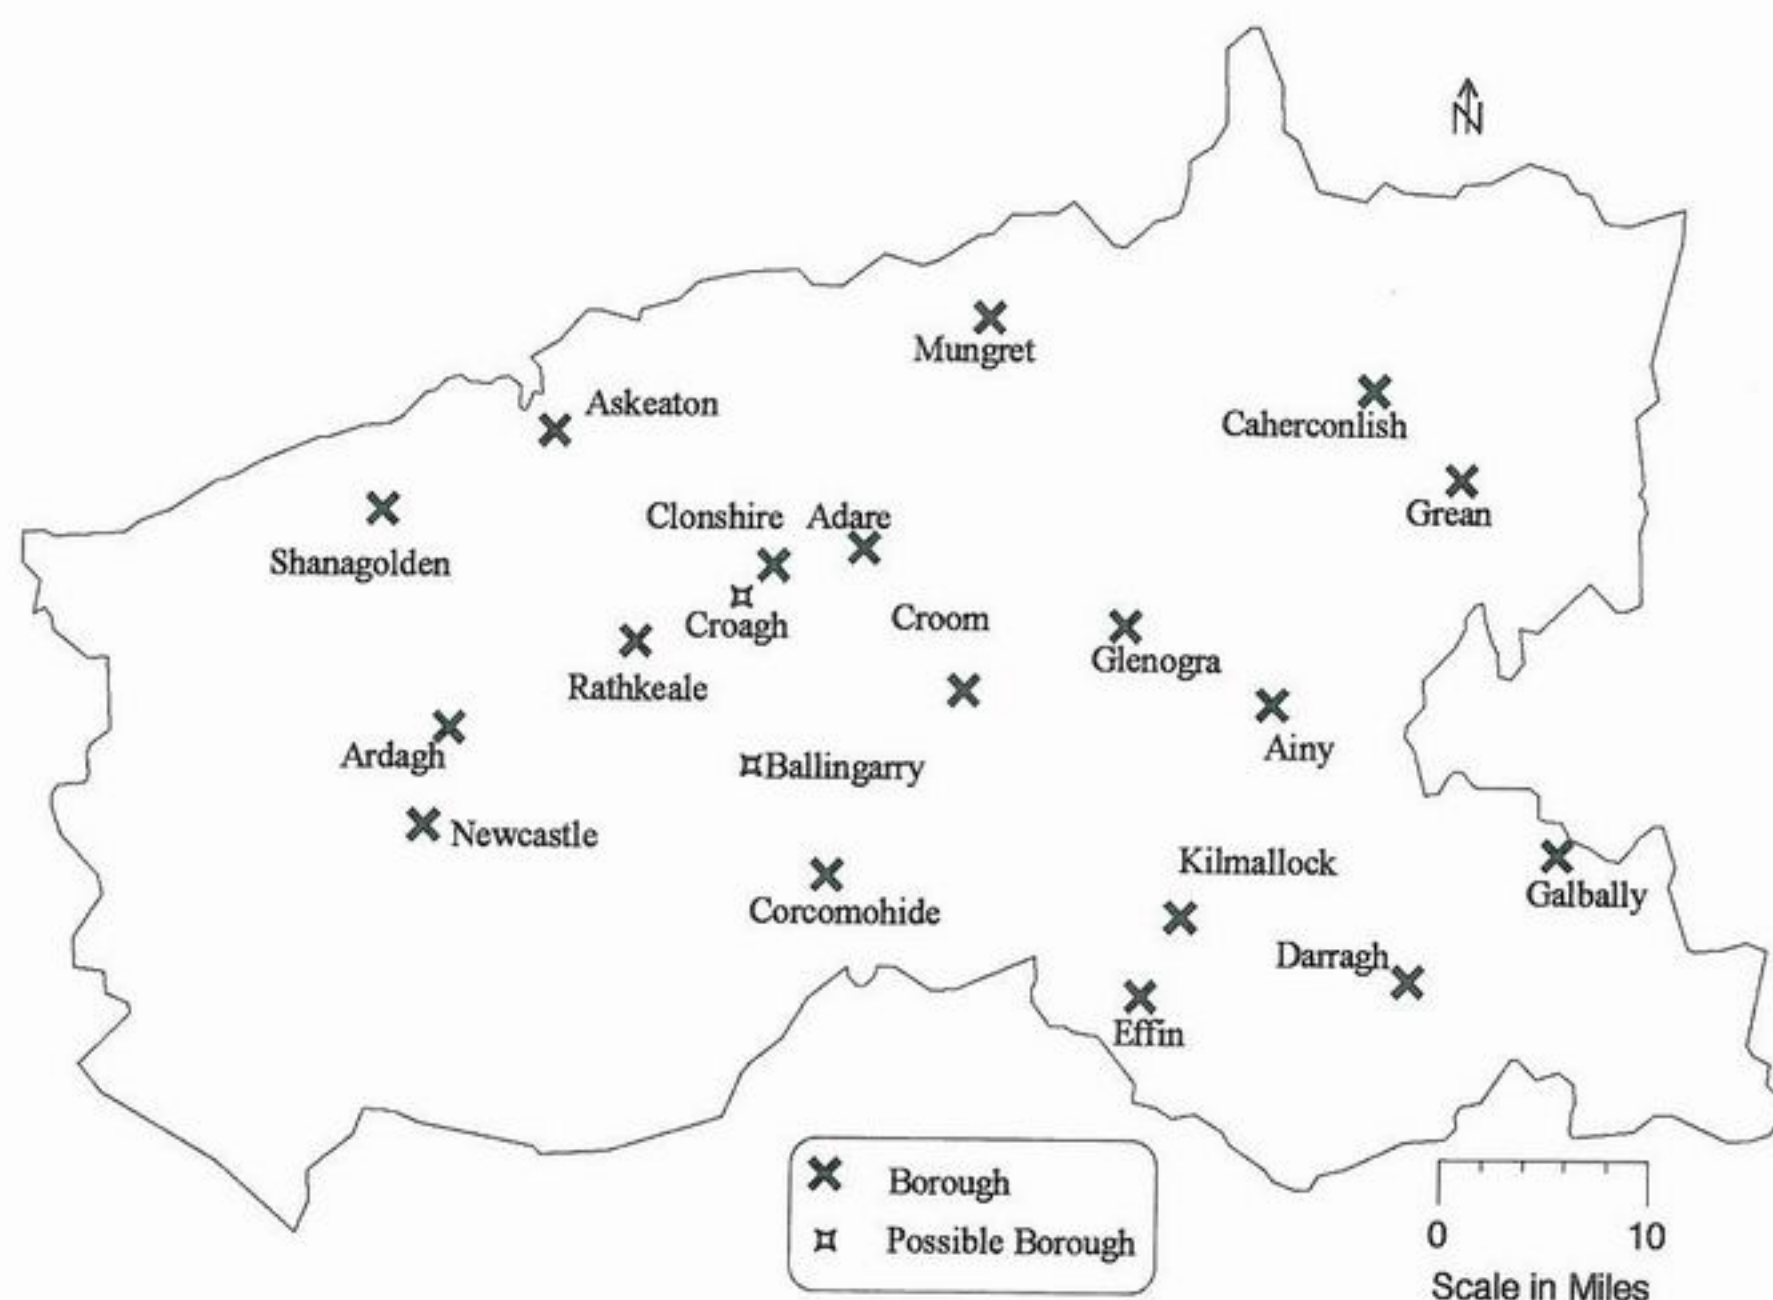 N
Mungret
Askeaton
Caherconlish
Grean
Clonshire
Adare
Shanagolden
Croagh
Croom
Glenogra
Rathkeale
Ardagh
Ballingarry
Ainy
Newcastle
Kilmallock
Corcomohide
Galbally
Darragh
Effin
Borough
Possible Borough
0 10
Scale in Miles